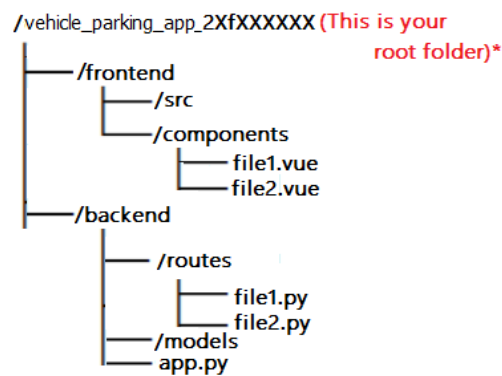 /vehicle_parking_app_2XfXXXXXX (This is your
root folder)*
/frontend
/src
/components
file1.vue
file2.vue
/backend
/routes
file1.py
file2.py
/models
app.py